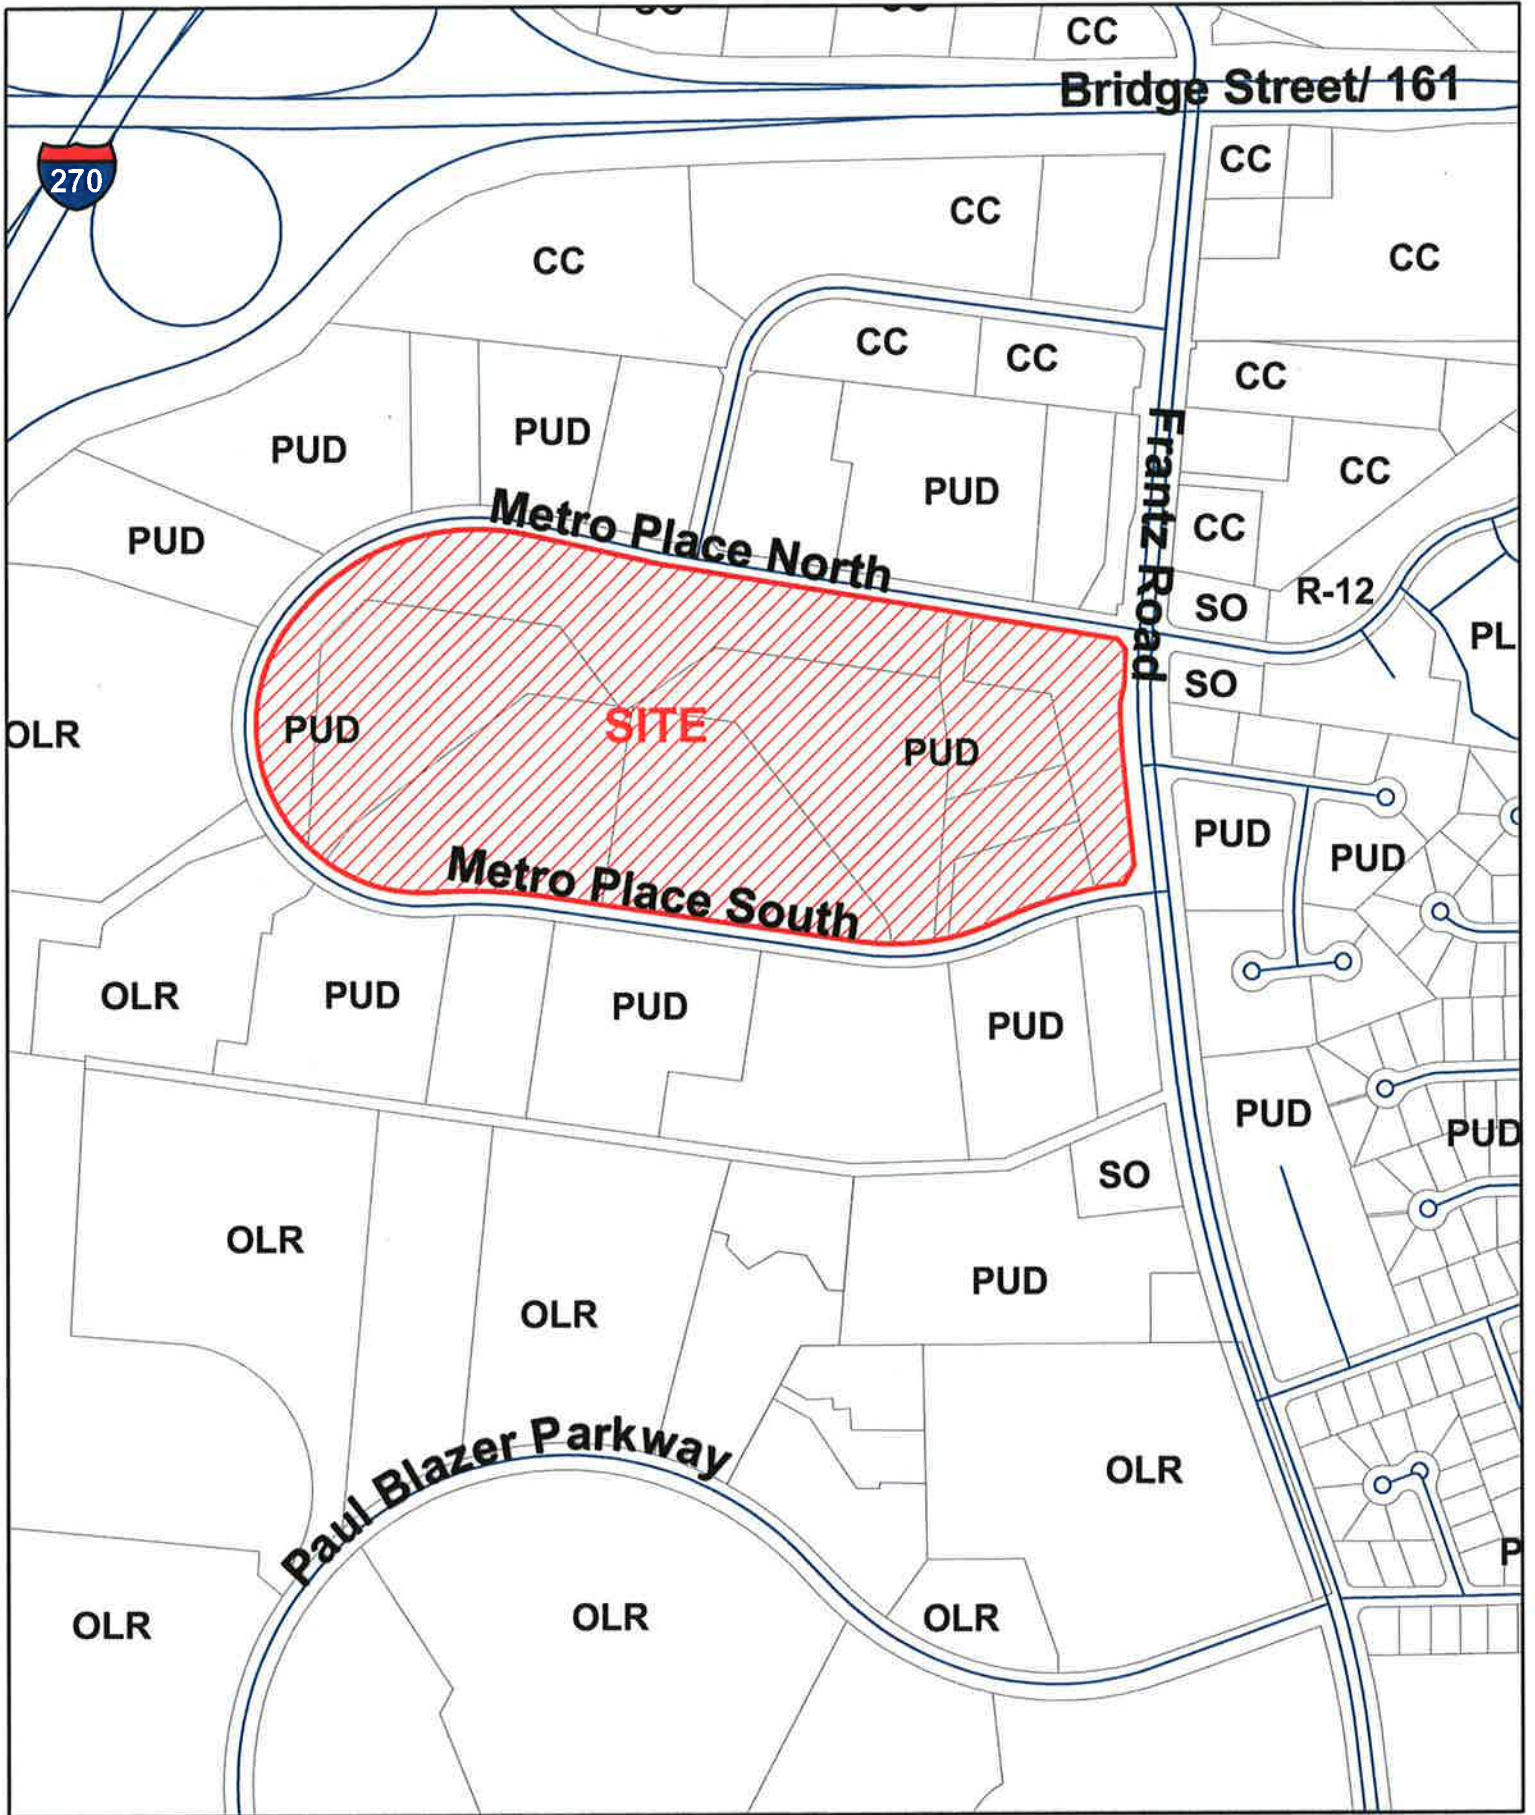 CC
Bridge Street/ 161
CC
270
CC
CC
CC
CC
CC
CC
PUD
PUD
PUD
CC
Frantz Road
Metro Place North
PUD
CC
SO
R-12
PL
SO
OLR
PUD
SITE
PUD
PUD
PUD
Metro Place South
OLR
PUD
PUD
PUD
PUD
PUD
SO
OLR
PUD
OLR
Paul Blazer Parkway
OLR
P
OLR
OLR
OLR